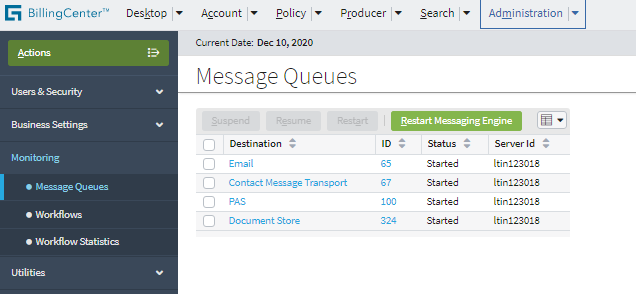 BillingCenter™ Desktop Account Policy Producer Search Administration
Current Date: Dec 10, 2020
Actions
Users & Security
Business Settings
Monitoring
Message Queues
Workflows
Workflow Statistics
Utilities
Message Queues
Suspend Resume Restart Restart Messaging Engine
Destination ID Status Server Id
Email 65 Started ltin123018
Contact Message Transport 67 Started ltin123018
PAS 100 Started ltin123018
Document Store 324 Started ltin123018